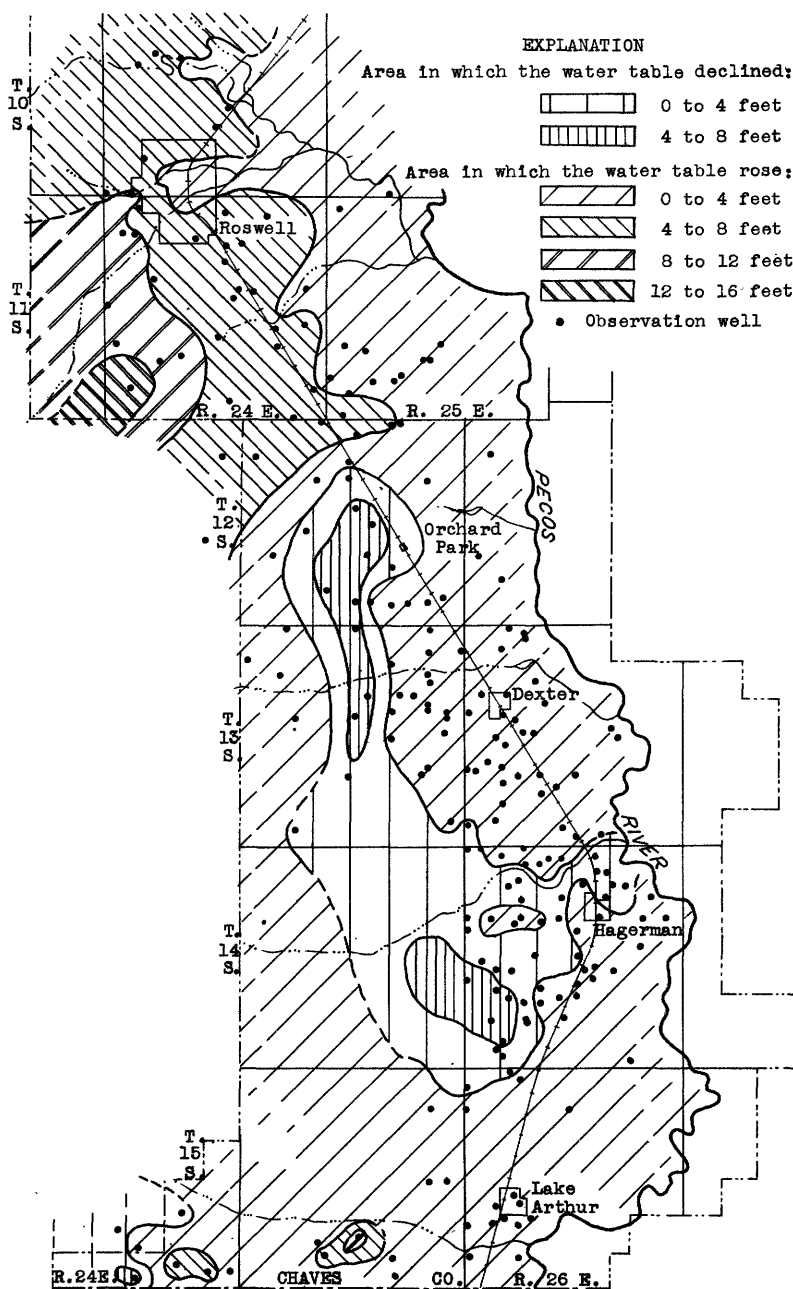 EXPLANATION
Area in which the water table declined:
0 to 4 feet
4 to 8 feet
Area in which the water table rose:
0 to 4 feet
4 to 8 feet
8 to 12 feet
12 to 16 feet
Observation well
T.
10
S.
Roswell
T.
11
S.
R. 24 E.
R. 25 E.
PECOS
T.
12
S.
Orchard
Park
Dexter
T.
13
S.
RIVER
Hagerman
T.
14
S.
T.
15
S.
Lake
Arthur
R.24E.
CHAVES
CO.
R. 26 E.